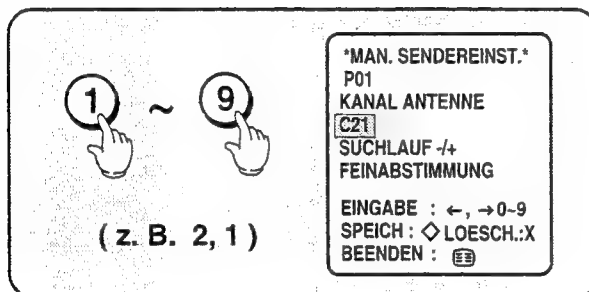 1 ~ 9
( z. B. 2, 1 )
*MAN. SENDEREINST.*
P01
KANAL ANTENNE
C21
SUCHLAUF -/+
FEINABSTIMMUNG
EINGABE : ←, →0~9
SPEICH : ◇ LOESCH.:X
BEENDEN :